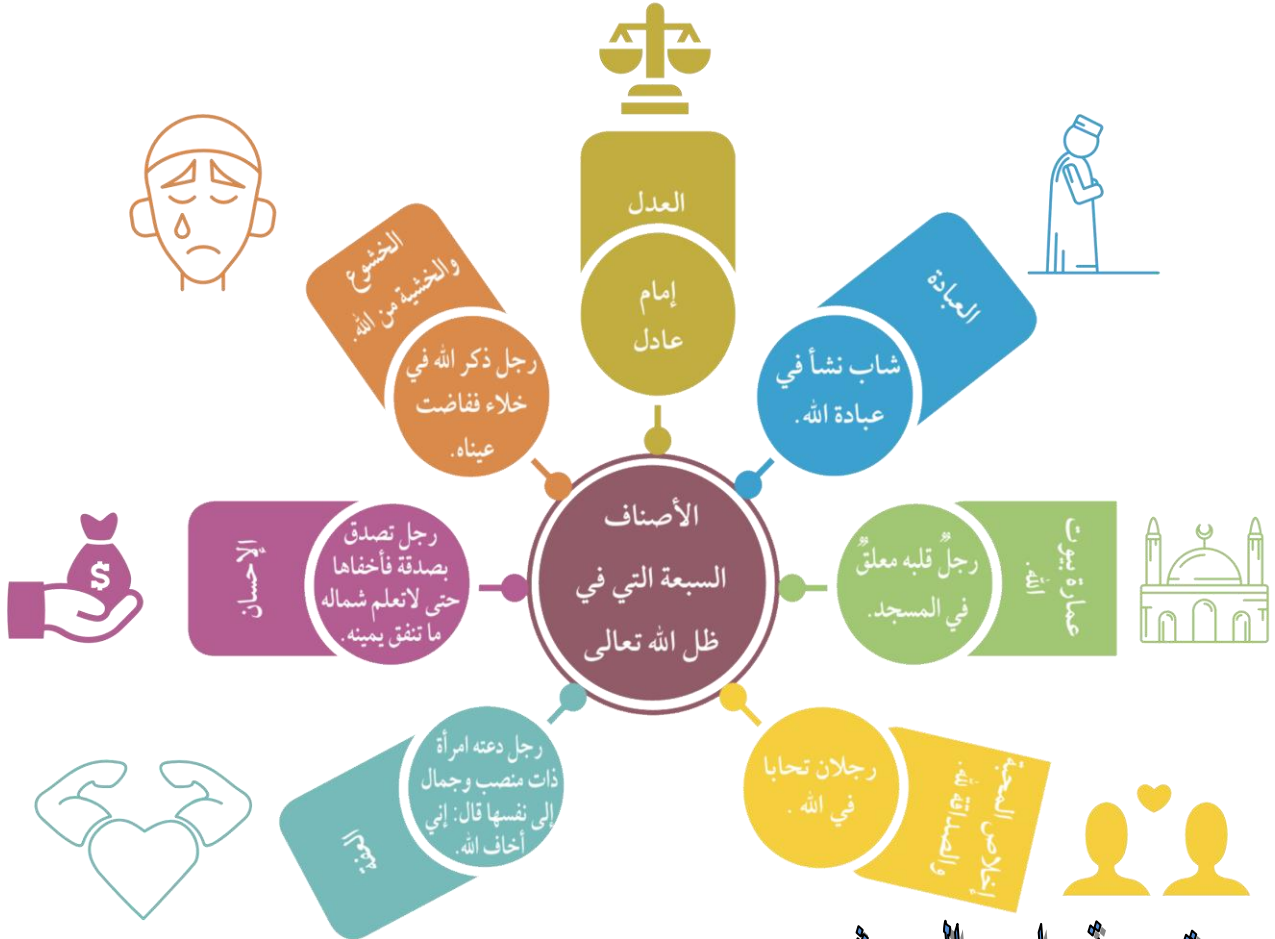 العدل
إمام
عادل
العبادة
شاب نشأ في
عبادة الله.
عمارة بيوت
الله.
رجلٌ قلبه معلقٌ
في المسجد.
إخلاص المحبة
والصداقة لله.
رجلان تحابا
في الله .
العفة
رجل دعته امرأة
ذات منصب وجمال
إلى نفسها قال: إني
أخاف الله.
الإحسان
رجل تصدق
بصدقة فأخفاها
حتى لاتعلم شماله
ما تنفق يمينه.
$
الخشوع
والخشية من الله.
رجل ذكر الله في
خلاء ففاضت
عيناه.
الأصناف
السبعة التي في
ظل الله تعالى